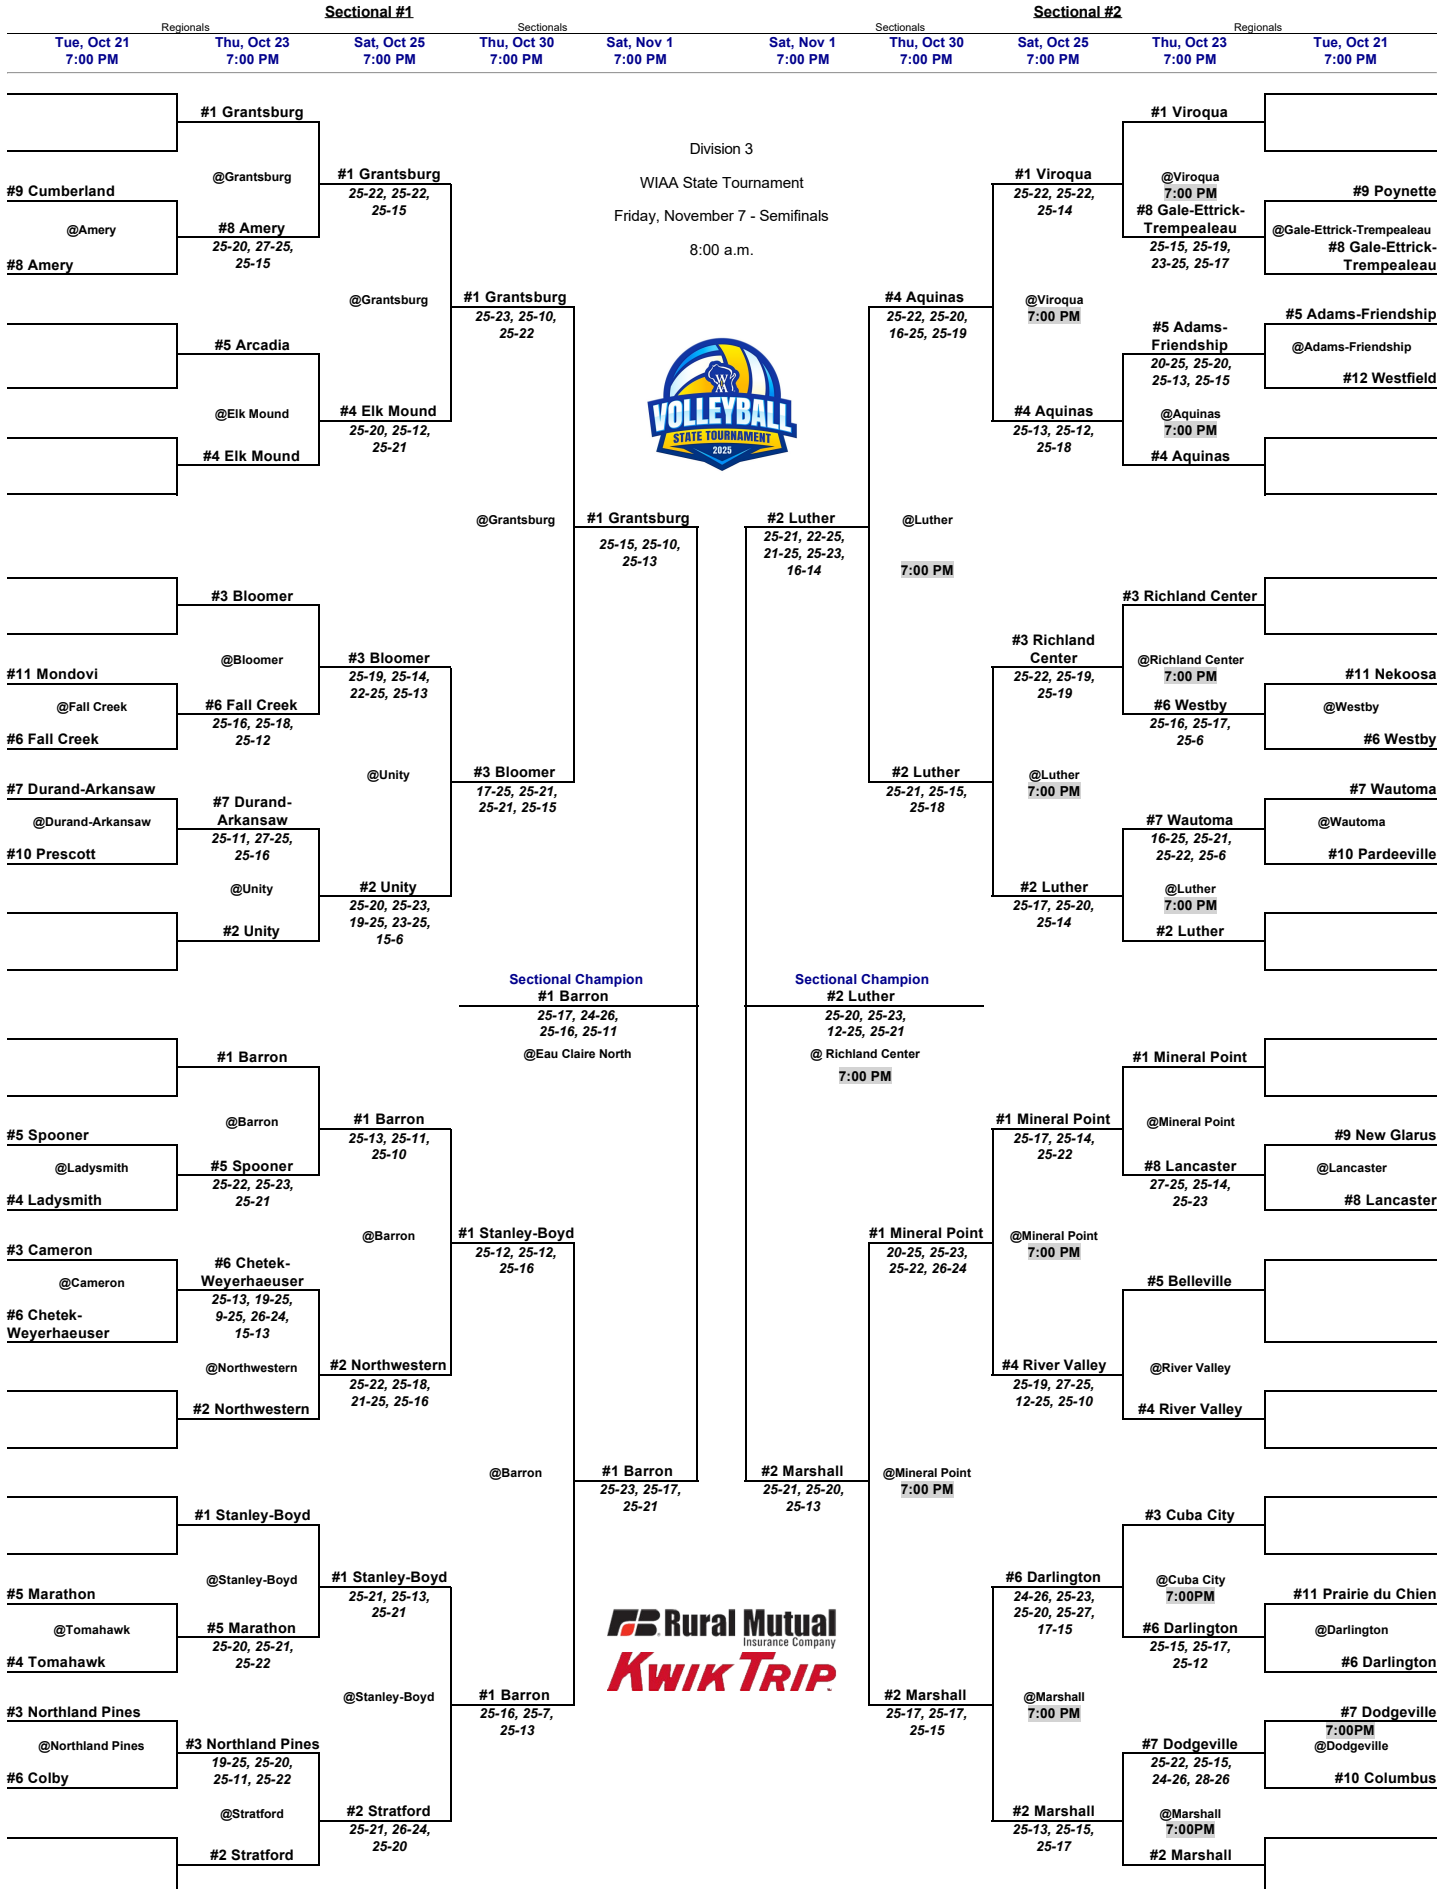 Sectional #1
Sectional #2
Regionals
Sectionals
Sectionals
Regionals
Tue, Oct 21
7:00 PM
Thu, Oct 23
7:00 PM
Sat, Oct 25
7:00 PM
Thu, Oct 30
7:00 PM
Sat, Nov 1
7:00 PM
Sat, Nov 1
7:00 PM
Thu, Oct 30
7:00 PM
Sat, Oct 25
7:00 PM
Thu, Oct 23
7:00 PM
Tue, Oct 21
7:00 PM
#9 Cumberland
@Amery
#8 Amery
#11 Mondovi
@Fall Creek
#6 Fall Creek
#7 Durand-Arkansaw
@Durand-Arkansaw
#10 Prescott
#5 Spooner
@Ladysmith
#4 Ladysmith
#3 Cameron
@Cameron
#6 Chetek-
Weyerhaeuser
#5 Marathon
@Tomahawk
#4 Tomahawk
#3 Northland Pines
@Northland Pines
#6 Colby
#1 Grantsburg
@Grantsburg
#8 Amery
25-20, 27-25,
25-15
#5 Arcadia
@Elk Mound
#4 Elk Mound
#3 Bloomer
@Bloomer
#6 Fall Creek
25-16, 25-18,
25-12
#7 Durand-
Arkansaw
25-11, 27-25,
25-16
@Unity
#2 Unity
#1 Barron
@Barron
#5 Spooner
25-22, 25-23,
25-21
#6 Chetek-
Weyerhaeuser
25-13, 19-25,
9-25, 26-24,
15-13
@Northwestern
#2 Northwestern
#1 Stanley-Boyd
@Stanley-Boyd
#5 Marathon
25-20, 25-21,
25-22
#3 Northland Pines
19-25, 25-20,
25-11, 25-22
@Stratford
#2 Stratford
#1 Grantsburg
25-22, 25-22,
25-15
@Grantsburg
#4 Elk Mound
25-20, 25-12,
25-21
#3 Bloomer
25-19, 25-14,
22-25, 25-13
@Unity
#2 Unity
25-20, 25-23,
19-25, 23-25,
15-6
#1 Barron
25-13, 25-11,
25-10
@Barron
#2 Northwestern
25-22, 25-18,
21-25, 25-16
#1 Stanley-Boyd
25-21, 25-13,
25-21
@Stanley-Boyd
#2 Stratford
25-21, 26-24,
25-20
#1 Grantsburg
25-23, 25-10,
25-22
@Grantsburg
#3 Bloomer
17-25, 25-21,
25-21, 25-15
#1 Stanley-Boyd
25-12, 25-12,
25-16
@Barron
#1 Barron
25-16, 25-7,
25-13
#1 Grantsburg
25-15, 25-10,
25-13
Sectional Champion
#1 Barron
25-17, 24-26,
25-16, 25-11
@Eau Claire North
#1 Barron
25-23, 25-17,
25-21
Division 3
WIAA State Tournament
Friday, November 7 - Semifinals
8:00 a.m.
WIAA
VOLLEYBALL
STATE TOURNAMENT
2025
Rural Mutual
Insurance Company
KWIK TRIP
#2 Luther
25-21, 22-25,
21-25, 25-23,
16-14
Sectional Champion
#2 Luther
25-20, 25-23,
12-25, 25-21
@ Richland Center
7:00 PM
#2 Marshall
25-21, 25-20,
25-13
#4 Aquinas
25-22, 25-20,
16-25, 25-19
@Luther
7:00 PM
#2 Luther
25-21, 25-15,
25-18
#1 Mineral Point
20-25, 25-23,
25-22, 26-24
@Mineral Point
7:00 PM
#2 Marshall
25-17, 25-17,
25-15
#1 Viroqua
25-22, 25-22,
25-14
@Viroqua
7:00 PM
#4 Aquinas
25-13, 25-12,
25-18
#3 Richland
Center
25-22, 25-19,
25-19
@Luther
7:00 PM
#2 Luther
25-17, 25-20,
25-14
#1 Mineral Point
25-17, 25-14,
25-22
@Mineral Point
7:00 PM
#4 River Valley
25-19, 27-25,
12-25, 25-10
#6 Darlington
24-26, 25-23,
25-20, 25-27,
17-15
@Marshall
7:00 PM
#2 Marshall
25-13, 25-15,
25-17
#1 Viroqua
@Viroqua
7:00 PM
#8 Gale-Ettrick-
Trempealeau
25-15, 25-19,
23-25, 25-17
#5 Adams-
Friendship
20-25, 25-20,
25-13, 25-15
@Aquinas
7:00 PM
#4 Aquinas
#3 Richland Center
@Richland Center
7:00 PM
#6 Westby
25-16, 25-17,
25-6
#7 Wautoma
16-25, 25-21,
25-22, 25-6
@Luther
7:00 PM
#2 Luther
#1 Mineral Point
@Mineral Point
#8 Lancaster
27-25, 25-14,
25-23
#5 Belleville
@River Valley
#4 River Valley
#3 Cuba City
@Cuba City
7:00PM
#6 Darlington
25-15, 25-17,
25-12
#7 Dodgeville
25-22, 25-15,
24-26, 28-26
@Marshall
7:00PM
#2 Marshall
#9 Poynette
@Gale-Ettrick-Trempealeau
#8 Gale-Ettrick-
Trempealeau
#5 Adams-Friendship
@Adams-Friendship
#12 Westfield
#11 Nekoosa
@Westby
#6 Westby
#7 Wautoma
@Wautoma
#10 Pardeeville
#9 New Glarus
@Lancaster
#8 Lancaster
#11 Prairie du Chien
@Darlington
#6 Darlington
#7 Dodgeville
7:00PM
@Dodgeville
#10 Columbus